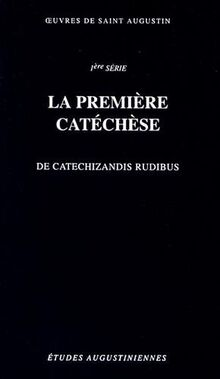 ŒUVRES DE SAINT AUGUSTIN
1ère SÉRIE
LA PREMIÈRE
CATÉCHÈSE
DE CATECHIZANDIS RUDIBUS
ÉTUDES AUGUSTINIENNES